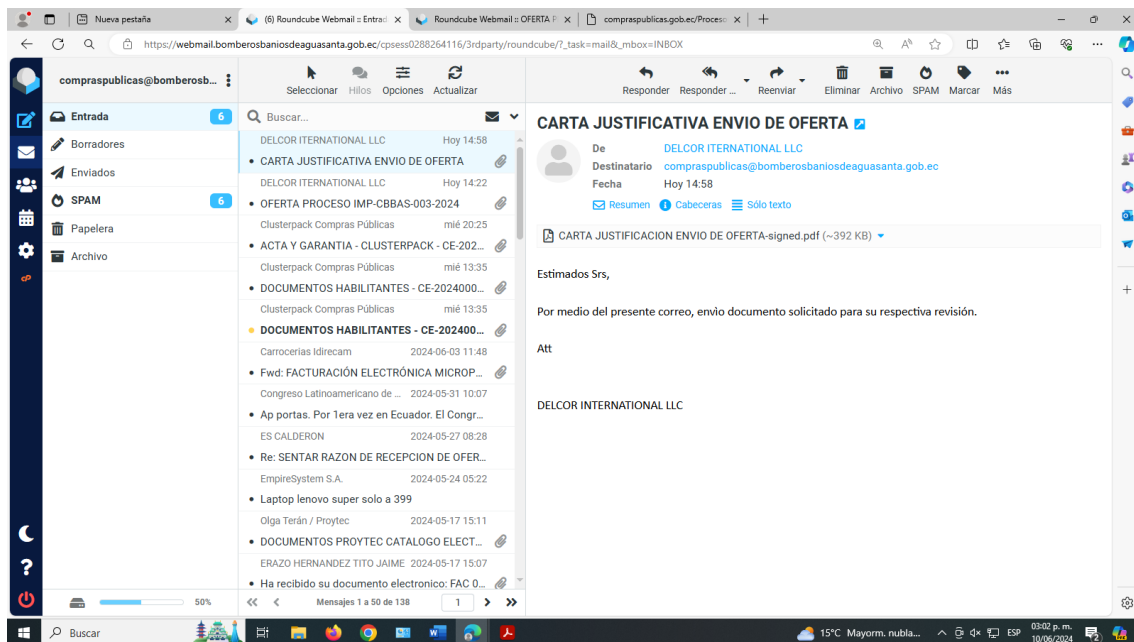 Nueva pestaña
(6) Roundcube Webmail :: Entrad
Roundcube Webmail :: OFERTA P
compraspublicas.gob.ec/Proceso
https://webmail.bomberosbaniosdeaguasanta.gob.ec/cpsess0288264116/3rdparty/roundcube/?_task=mail&_mbox=INBOX
compraspublicas@bomberosb...
Seleccionar Hilos Opciones Actualizar
Responder Responder ... Reenviar Eliminar Archivo SPAM Marcar Más
Entrada 6
Borradores
Enviados
SPAM 6
Papelera
Archivo
50%
Buscar...
DELCOR ITERNATIONAL LLC Hoy 14:58
CARTA JUSTIFICATIVA ENVIO DE OFERTA
DELCOR ITERNATIONAL LLC Hoy 14:22
OFERTA PROCESO IMP-CBBAS-003-2024
Clusterpack Compras Públicas mié 20:25
ACTA Y GARANTIA - CLUSTERPACK - CE-202...
Clusterpack Compras Públicas mié 13:35
DOCUMENTOS HABILITANTES - CE-2024000...
Clusterpack Compras Públicas mié 13:35
DOCUMENTOS HABILITANTES - CE-202400...
Carrocerias Idirecam 2024-06-03 11:48
Fwd: FACTURACIÓN ELECTRÓNICA MICROP...
Congreso Latinoamericano de ... 2024-05-31 10:07
Ap portas. Por 1era vez en Ecuador. El Congr...
ES CALDERON 2024-05-27 08:28
Re: SENTAR RAZON DE RECEPCION DE OFER...
EmpireSystem S.A. 2024-05-24 05:22
Laptop lenovo super solo a 399
Olga Terán / Proytec 2024-05-17 15:11
DOCUMENTOS PROYTEC CATALOGO ELECT...
ERAZO HERNANDEZ TITO JAIME 2024-05-17 15:07
Ha recibido su documento electronico: FAC 0...
Mensajes 1 a 50 de 138 1
CARTA JUSTIFICATIVA ENVIO DE OFERTA
De DELCOR ITERNATIONAL LLC
Destinatario compraspublicas@bomberosbaniosdeaguasanta.gob.ec
Fecha Hoy 14:58
Resumen Cabeceras Sólo texto
CARTA JUSTIFICACION ENVIO DE OFERTA-signed.pdf (~392 KB)
Estimados Srs,
Por medio del presente correo, envio documento solicitado para su respectiva revisión.
Att
DELCOR INTERNATIONAL LLC
Buscar
15°C Mayorm. nubla... ESP 03:02 p. m.
10/06/2024